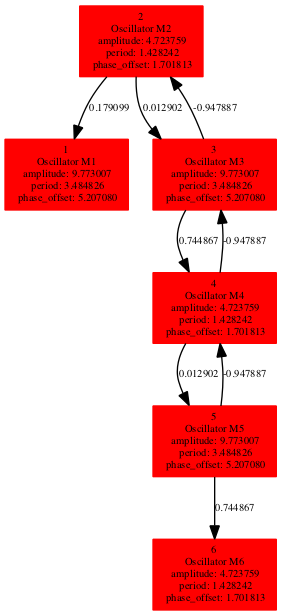 2
Oscillator M2
amplitude: 4.723759
period: 1.428242
phase_offset: 1.701813
0.179099
0.012902
-0.947887
1
Oscillator M1
amplitude: 9.773007
period: 3.484826
phase_offset: 5.207080
3
Oscillator M3
amplitude: 9.773007
period: 3.484826
phase_offset: 5.207080
0.744867
-0.947887
4
Oscillator M4
amplitude: 4.723759
period: 1.428242
phase_offset: 1.701813
0.012902
-0.947887
5
Oscillator M5
amplitude: 9.773007
period: 3.484826
phase_offset: 5.207080
0.744867
6
Oscillator M6
amplitude: 4.723759
period: 1.428242
phase_offset: 1.701813